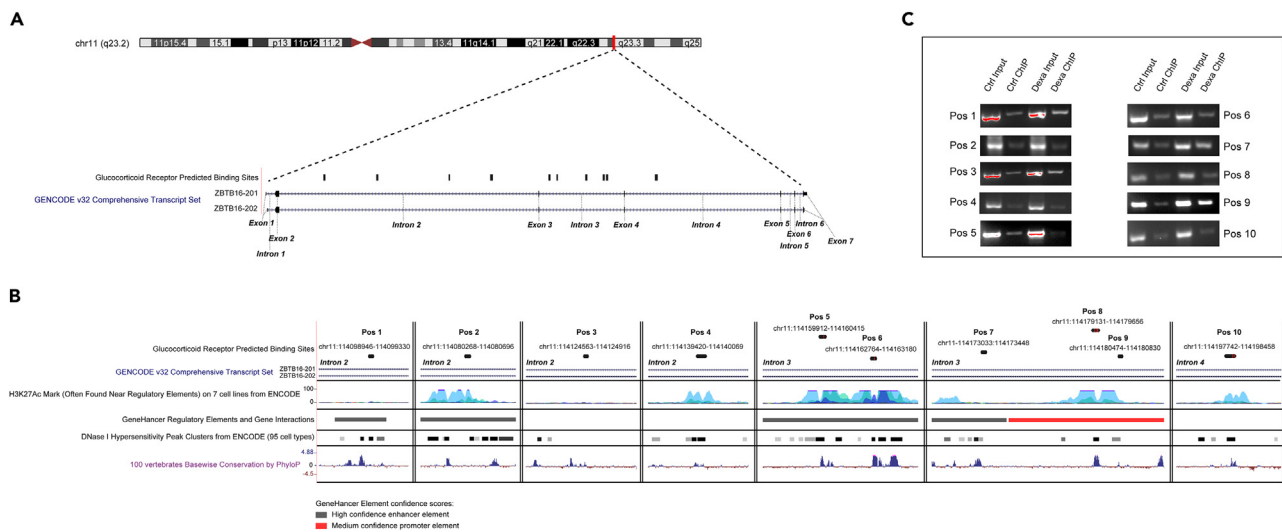 A
chr11 (q23.2)
11p15.4 15.1 p13 11p12 11.2 13.4 11q14.1 q21 22.1 q22.3 q23.3 q25
Glucocorticoid Receptor Predicted Binding Sites
ZBTB16-201
GENCODE v32 Comprehensive Transcript Set
ZBTB16-202
Exon 1
Intron 1
Exon 2
Intron 2
Exon 3
Intron 3
Exon 4
Intron 4
Exon 5
Intron 5
Exon 6
Intron 6
Exon 7
C
Ctrl Input Ctrl ChIP Dexa Input Dexa ChIP
Ctrl Input Ctrl ChIP Dexa Input Dexa ChIP
Pos 1 Pos 6
Pos 2 Pos 7
Pos 3 Pos 8
Pos 4 Pos 9
Pos 5 Pos 10
B
Pos 1 Pos 2 Pos 3 Pos 4 Pos 5 Pos 6 Pos 7 Pos 8 Pos 9 Pos 10
Glucocorticoid Receptor Predicted Binding Sites
chr11:114098946-114099330
chr11:114080268-114080696
chr11:124563-114124916
chr11:139420-114140069
chr11:159912-114160415
chr11:114162764-114163180
chr11:114173033:114173448
chr11:114179131-114179656
chr11:114180474-114180830
chr11:197742-114198458
Intron 2 Intron 2 Intron 2 Intron 2 Intron 3 Intron 3 Intron 4
GENCODE v32 Comprehensive Transcript Set
ZBTB16-201
ZBTB16-202
H3K27Ac Mark (Often Found Near Regulatory Elements) on 7 cell lines from ENCODE
100
0
GeneHancer Regulatory Elements and Gene Interactions
DNase I Hypersensitivity Peak Clusters from ENCODE (95 cell types)
100 vertebrates Basewise Conservation by PhyloP
4.88
0
-4.5
GeneHancer Element confidence scores:
High confidence enhancer element
Medium confidence promoter element